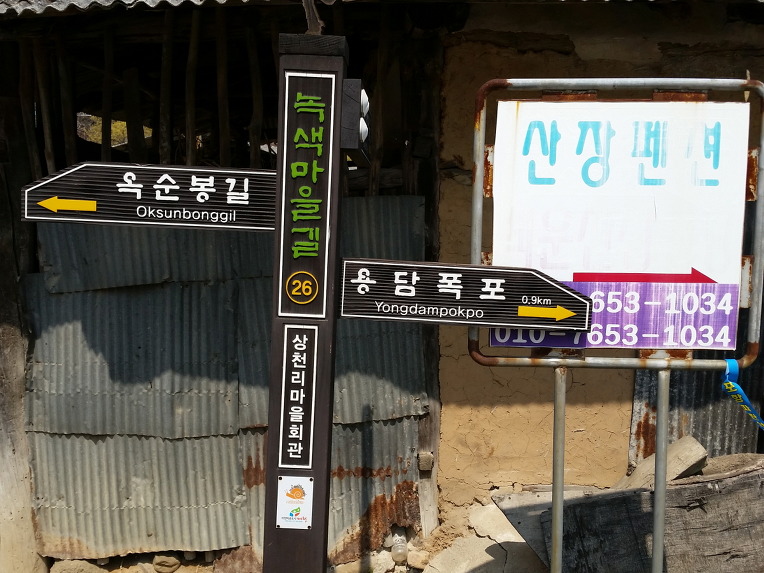 옥순봉길
Oksunbonggil
녹색마을길
26
상천리마을회관
용담폭포
Yongdampokpo
0.9km
산장펜션
653-1034
010-7653-1034